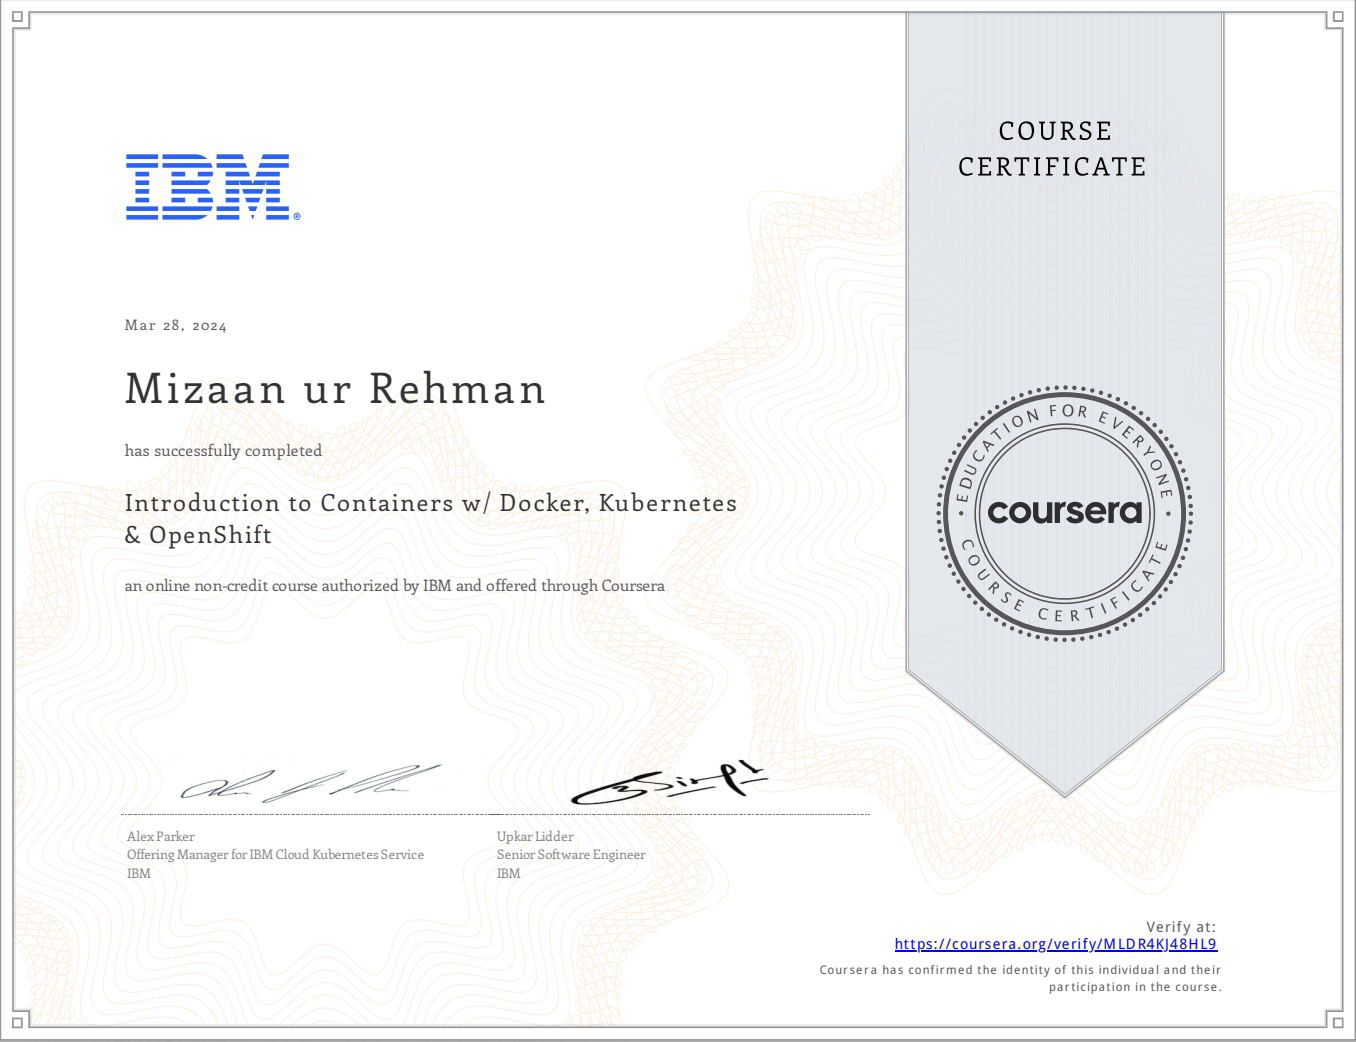 COURSE
CERTIFICATE
IBM®
Mar 28, 2024
Mizaan ur Rehman
has successfully completed
Introduction to Containers w/ Docker, Kubernetes
& OpenShift
an online non-credit course authorized by IBM and offered through Coursera
EDUCATION FOR EVERYONE
coursera
COURSE CERTIFICATE
Alex Parker
Offering Manager for IBM Cloud Kubernetes Service
IBM
Upkar Lidder
Senior Software Engineer
IBM
Verify at:
https://coursera.org/verify/MLDR4KJ48HL9
Coursera has confirmed the identity of this individual and their
participation in the course.